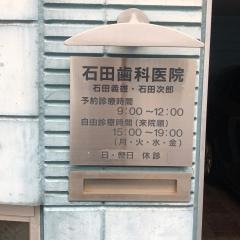 石田歯科医院
石田義雄・石田次郎
予約診療時間
9:00〜12:00
自由診療時間(来院順)
15:00〜19:00
(月・火・水・金)
日・祭日 休診